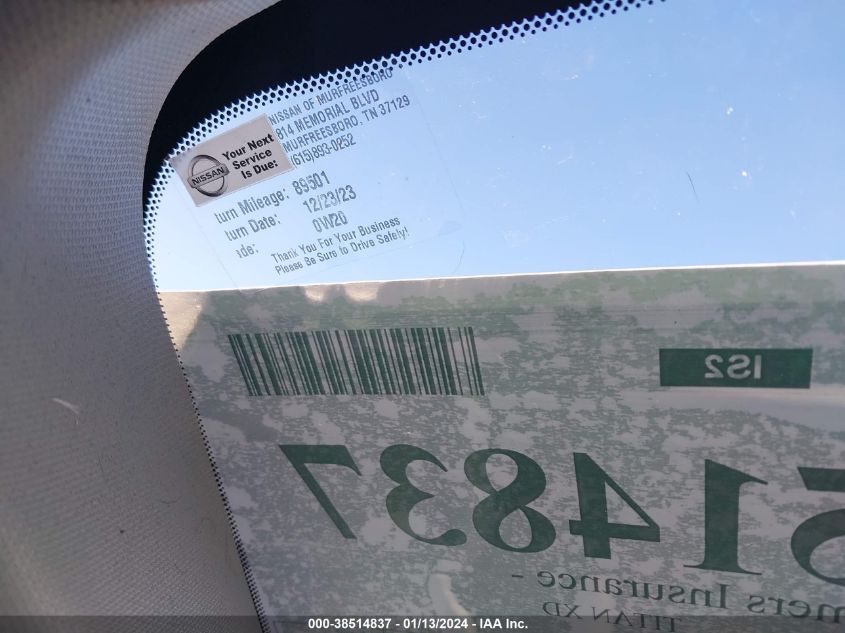 NISSAN OF MURFREESBORO
814 MEMORIAL BLVD
MURFREESBORO, TN 37129
(615)893-0252
NISSAN
Your Next
Service
Is Due:
turn Mileage: 89501
turn Date: 12/23/23
ade: 0W20
Thank You For Your Business
Please Be Sure to Drive Safely!
IS2
514837
mers Insurance -
TITAN XD
000-38514837 - 01/13/2024 - IAA Inc.